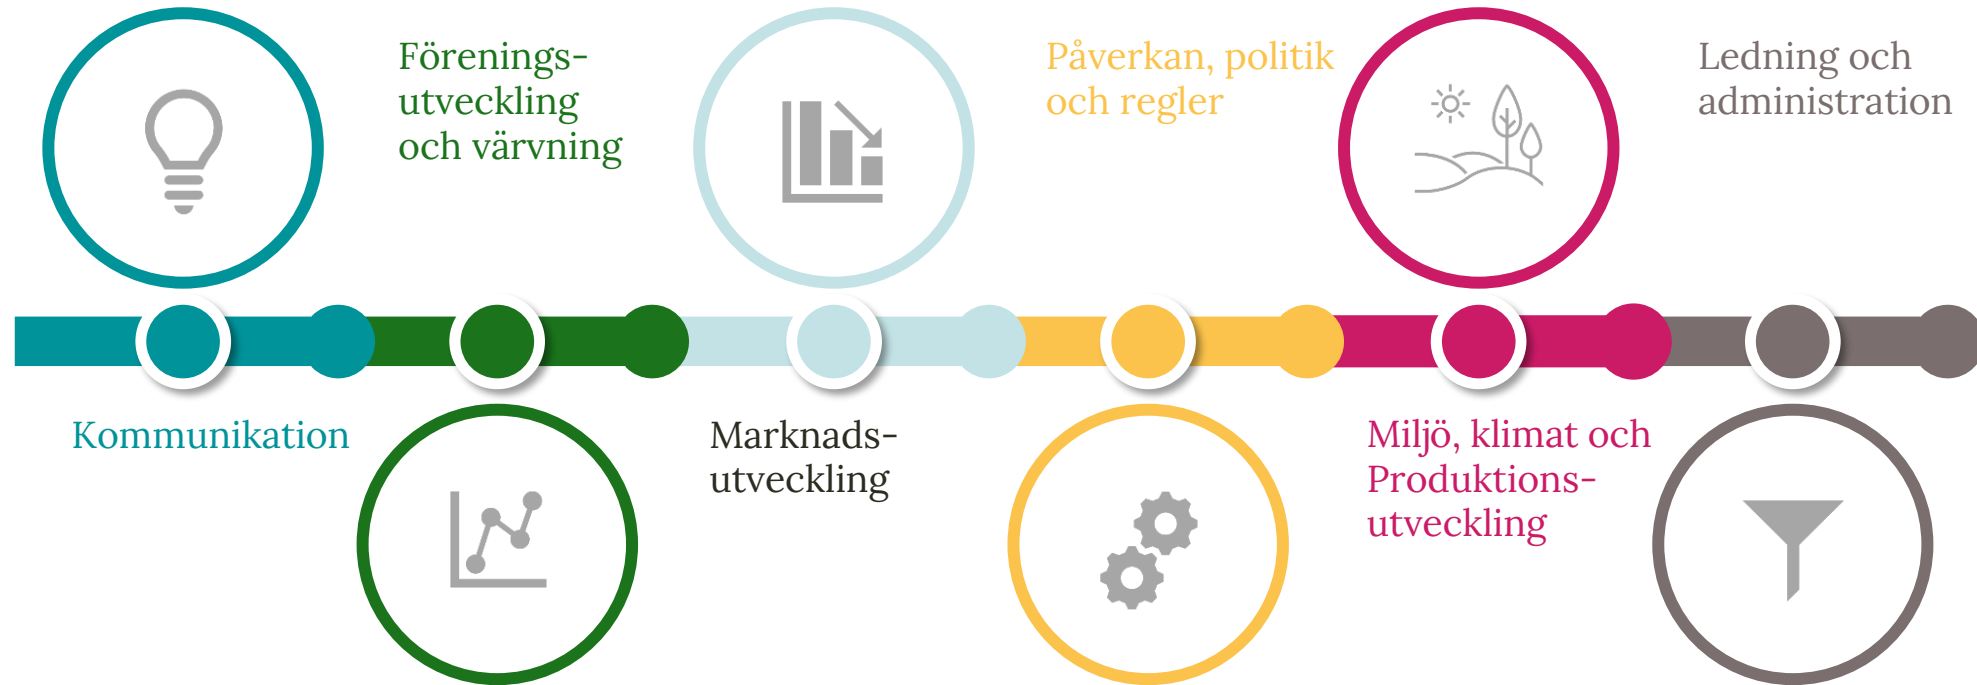 Kommunikation
Förenings-
utveckling
och värvning
Marknads-
utveckling
Påverkan, politik
och regler
Miljö, klimat och
Produktions-
utveckling
Ledning och
administration